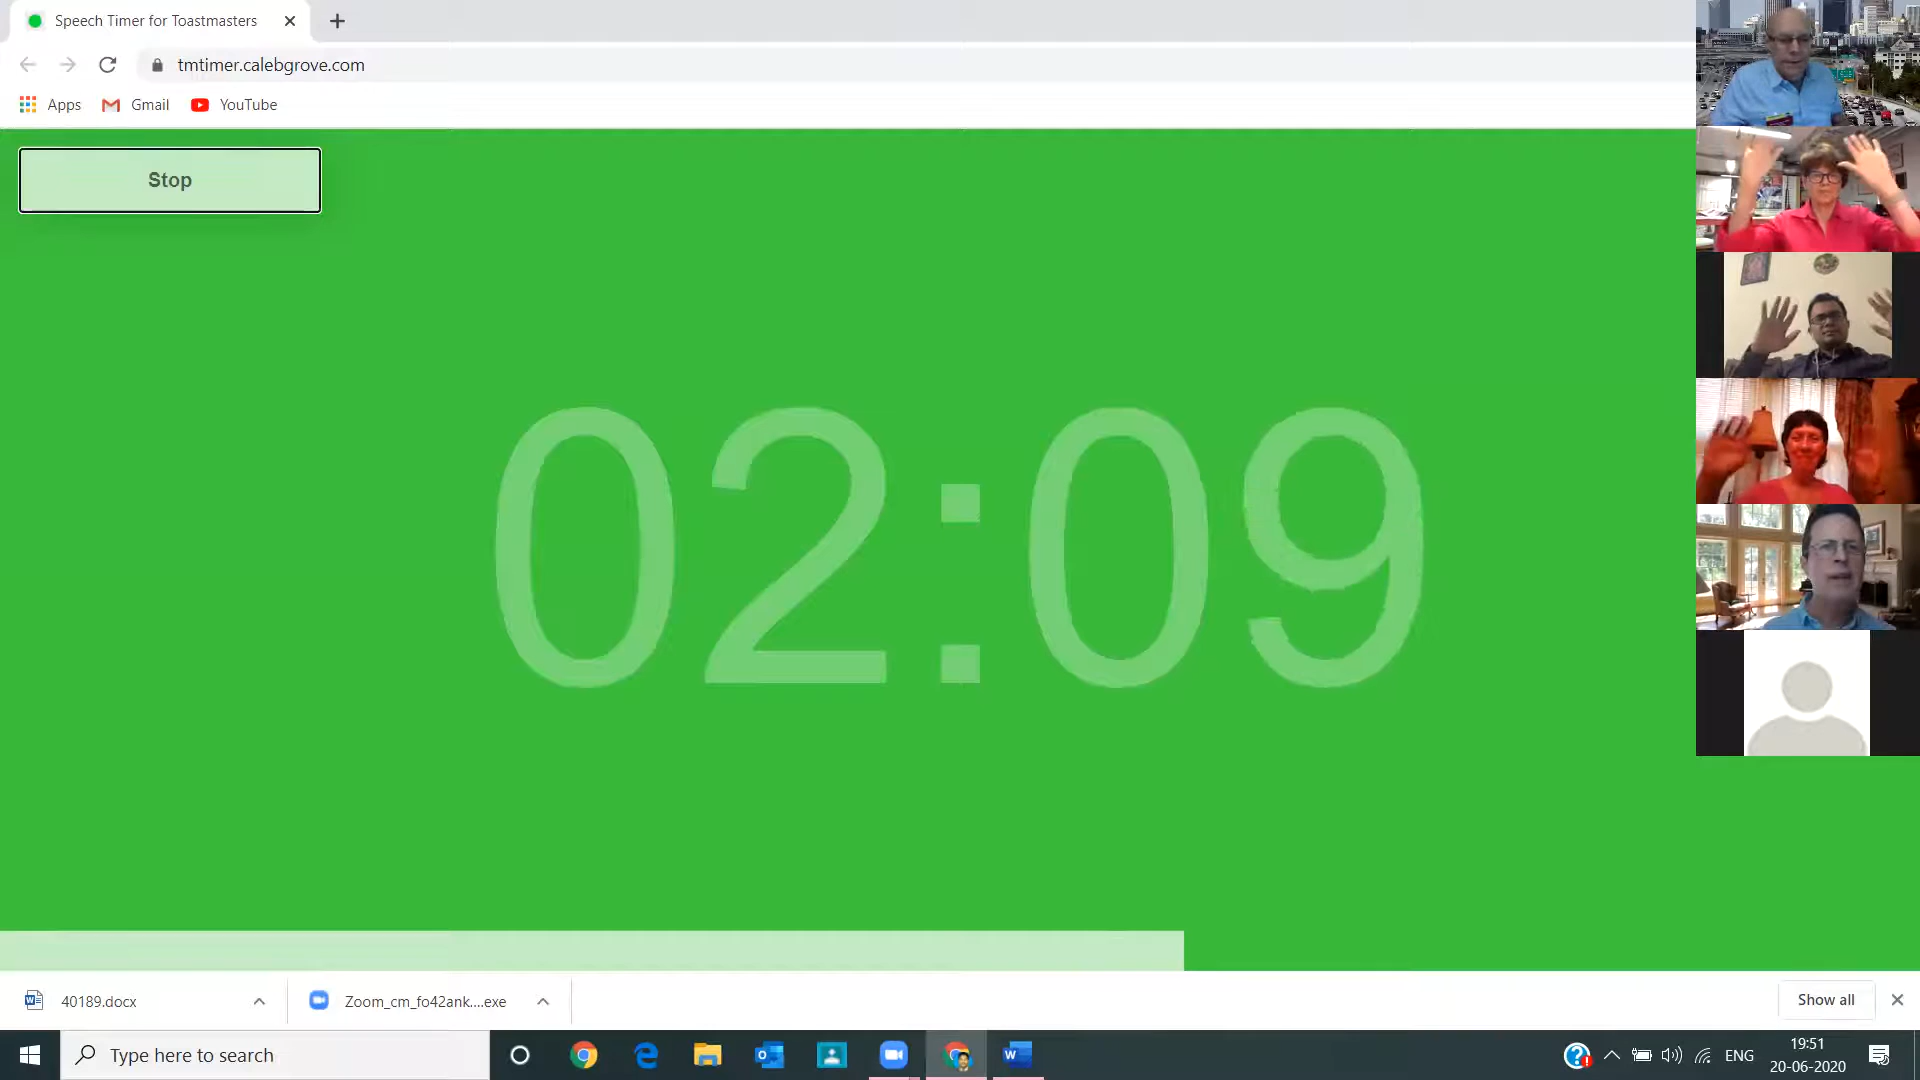 Speech Timer for Toastmasters
tmtimer.calebgrove.com
Apps Gmail YouTube
Stop
02:09
40189.docx
Zoom_cm_fo42ank....exe
Show all
Type here to search
ENG
19:51
20-06-2020